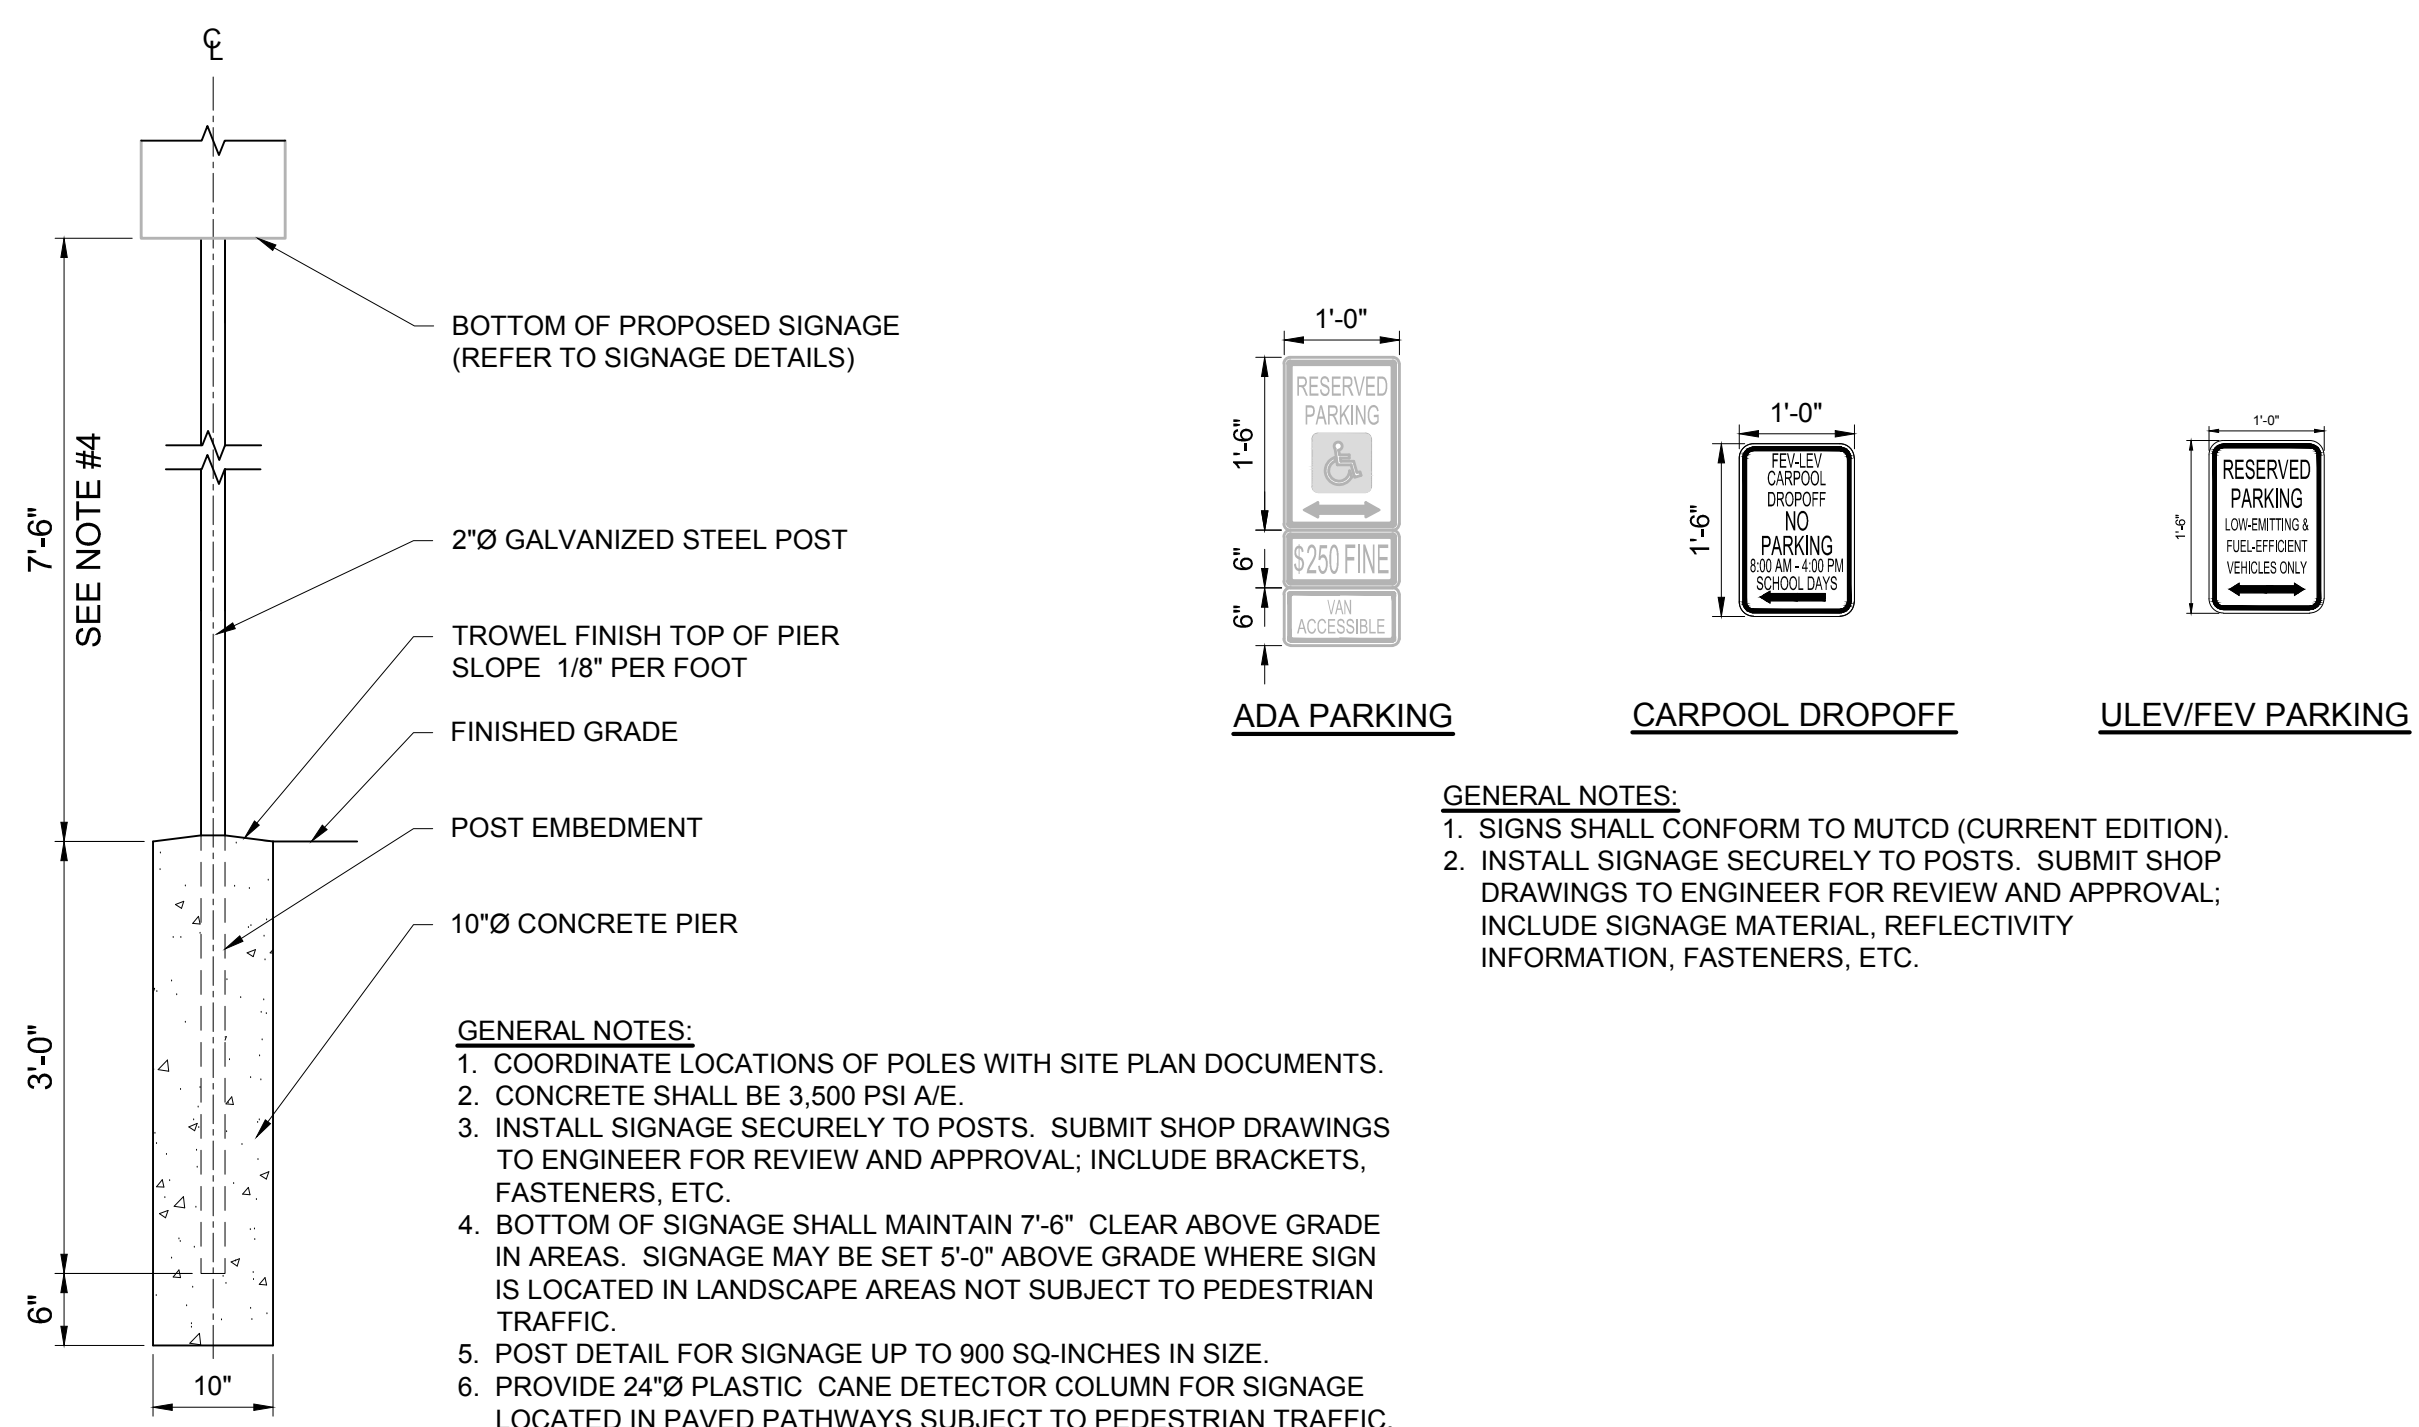 ℄
7'-6"
SEE NOTE #4
3'-0"
6"
10"
BOTTOM OF PROPOSED SIGNAGE
(REFER TO SIGNAGE DETAILS)
2"Ø GALVANIZED STEEL POST
TROWEL FINISH TOP OF PIER
SLOPE 1/8" PER FOOT
FINISHED GRADE
POST EMBEDMENT
10"Ø CONCRETE PIER
GENERAL NOTES:
1. COORDINATE LOCATIONS OF POLES WITH SITE PLAN DOCUMENTS.
2. CONCRETE SHALL BE 3,500 PSI A/E.
3. INSTALL SIGNAGE SECURELY TO POSTS. SUBMIT SHOP DRAWINGS
TO ENGINEER FOR REVIEW AND APPROVAL; INCLUDE BRACKETS,
FASTENERS, ETC.
4. BOTTOM OF SIGNAGE SHALL MAINTAIN 7'-6" CLEAR ABOVE GRADE
IN AREAS. SIGNAGE MAY BE SET 5'-0" ABOVE GRADE WHERE SIGN
IS LOCATED IN LANDSCAPE AREAS NOT SUBJECT TO PEDESTRIAN
TRAFFIC.
5. POST DETAIL FOR SIGNAGE UP TO 900 SQ-INCHES IN SIZE.
6. PROVIDE 24"Ø PLASTIC CANE DETECTOR COLUMN FOR SIGNAGE
LOCATED IN PAVED PATHWAYS SUBJECT TO PEDESTRIAN TRAFFIC.
1'-0"
1'-6"
6"
6"
RESERVED
PARKING
$250 FINE
VAN
ACCESSIBLE
ADA PARKING
1'-0"
1'-6"
FEV-LEV
CARPOOL
DROPOFF
NO
PARKING
8:00 AM - 4:00 PM
SCHOOL DAYS
CARPOOL DROPOFF
1'-0"
1'-6"
RESERVED
PARKING
LOW-EMITTING &
FUEL-EFFICIENT
VEHICLES ONLY
ULEV/FEV PARKING
GENERAL NOTES:
1. SIGNS SHALL CONFORM TO MUTCD (CURRENT EDITION).
2. INSTALL SIGNAGE SECURELY TO POSTS. SUBMIT SHOP
DRAWINGS TO ENGINEER FOR REVIEW AND APPROVAL;
INCLUDE SIGNAGE MATERIAL, REFLECTIVITY
INFORMATION, FASTENERS, ETC.